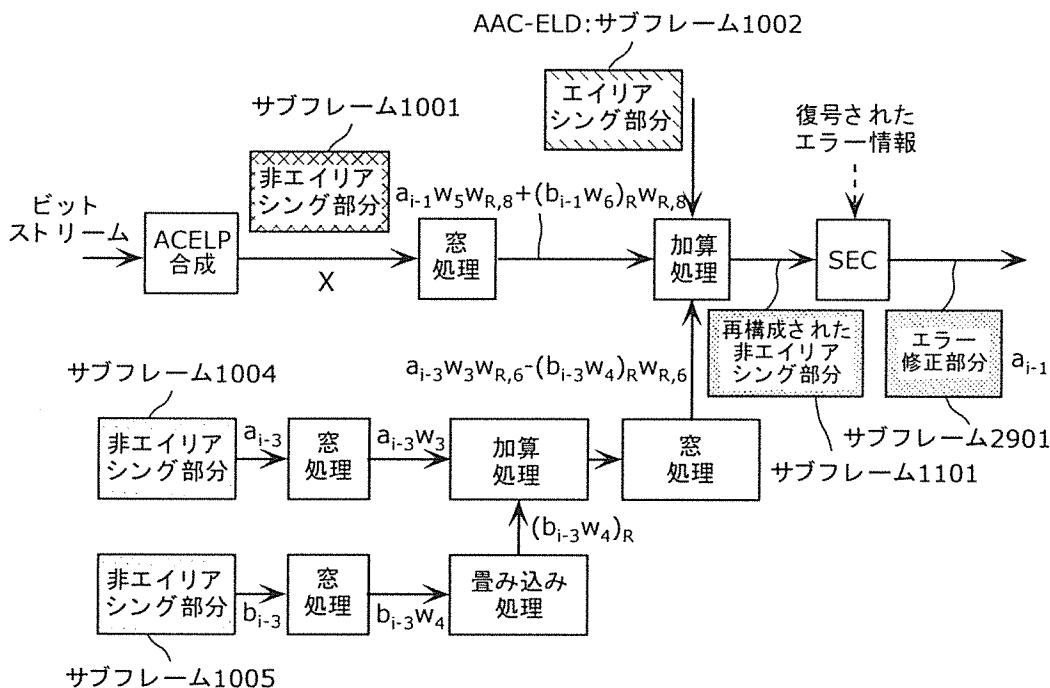 AAC-ELD:サブフレーム1002
エイリア
シング部分
サブフレーム1001
非エイリア
シング部分
復号された
エラー情報
a_{i-1}w_5w_{R,8}+(b_{i-1}w_6)_Rw_{R,8}
ビット
ストリーム
ACELP
合成
X
窓
処理
加算
処理
SEC
再構成された
非エイリア
シング部分
エラー
修正部分
a_{i-1}
a_{i-3}w_3w_{R,6}-(b_{i-3}w_4)_Rw_{R,6}
サブフレーム2901
サブフレーム1101
サブフレーム1004
非エイリア
シング部分
a_{i-3}
窓
処理
a_{i-3}w_3
加算
処理
窓
処理
(b_{i-3}w_4)_R
非エイリア
シング部分
b_{i-3}
窓
処理
b_{i-3}w_4
畳み込み
処理
サブフレーム1005